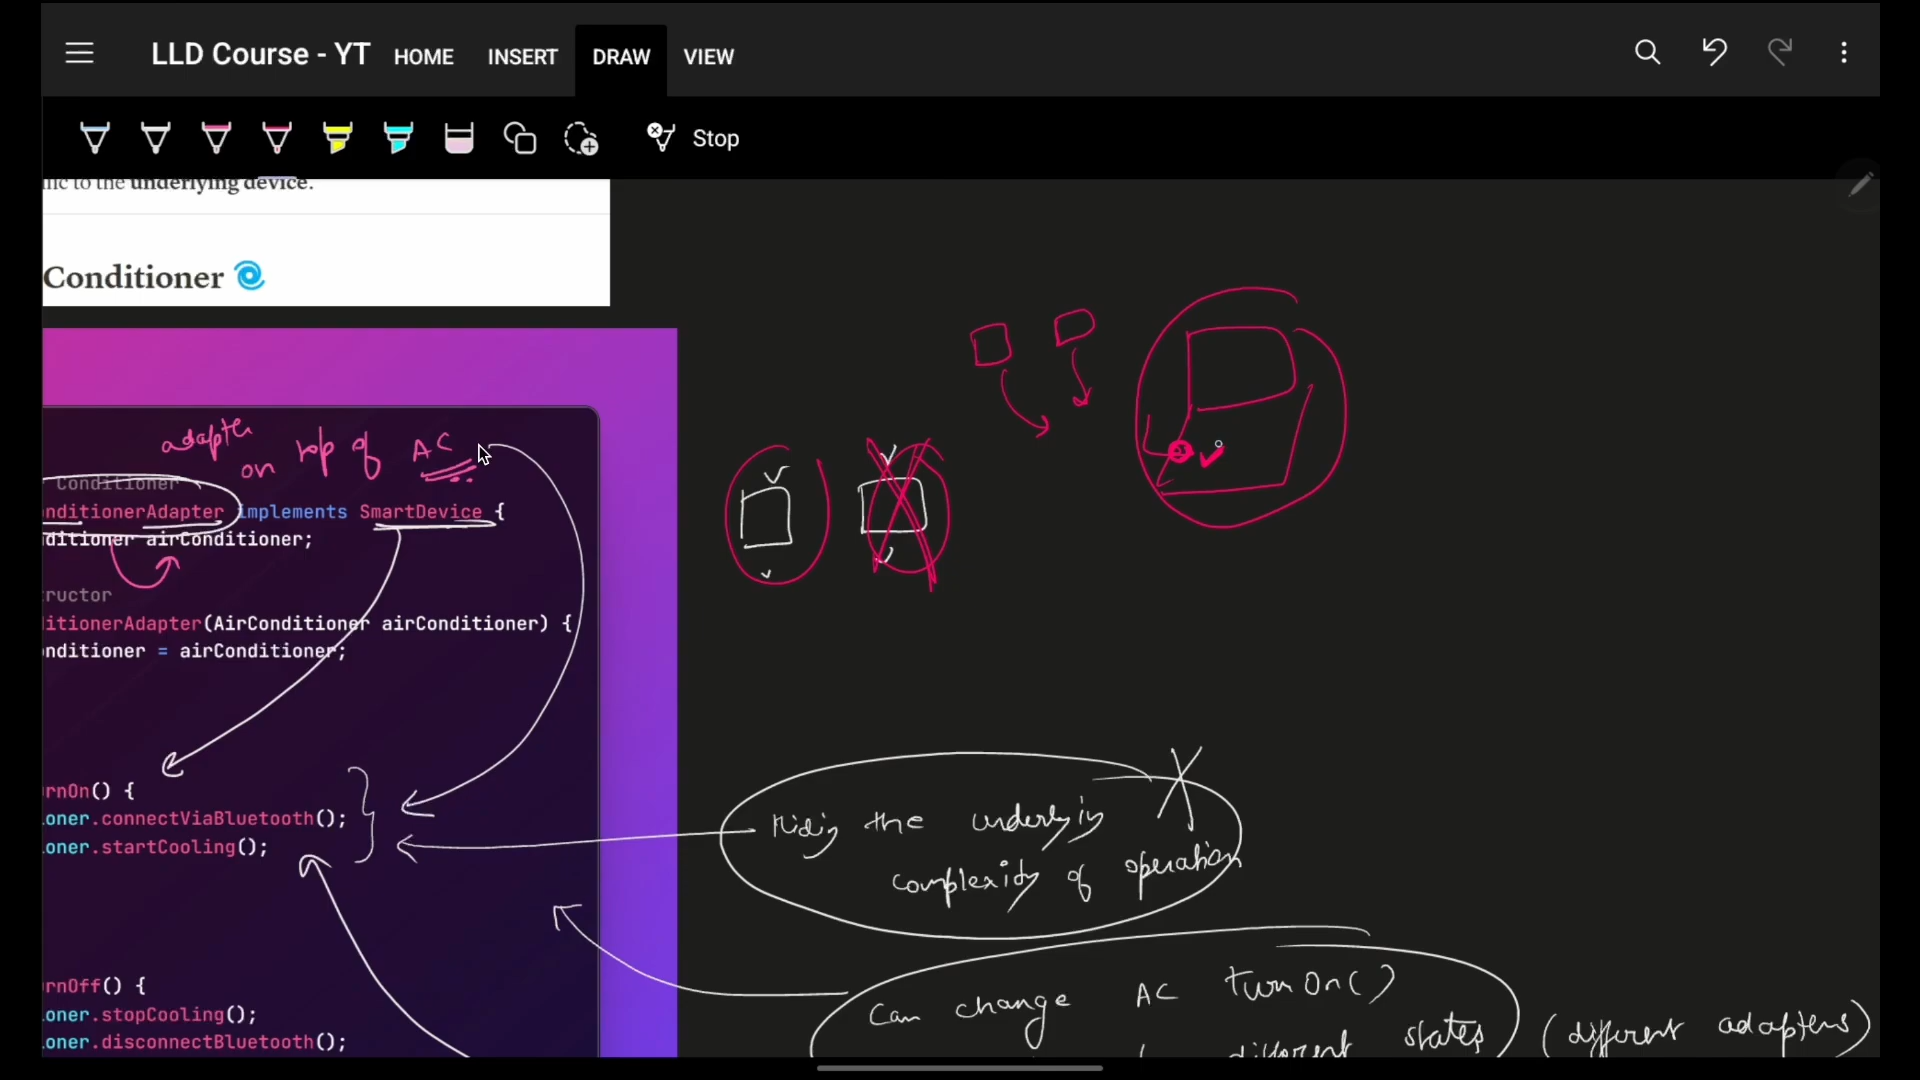 LLD Course - YT HOME INSERT DRAW VIEW
Stop
to the underlying device.
Conditioner
adapter
on top of AC
Conditioner
nditionerAdapter implements SmartDevice {
ditioner airConditioner;
ructor
itionerAdapter(AirConditioner airConditioner) {
nditioner = airConditioner;
rnOn() {
oner.connectViaBluetooth();
oner.startCooling();
Hiding the underlying
complexity of operation
rnOff() {
oner.stopCooling();
oner.disconnectBluetooth();
Can change AC turnOn()
different states (different adapters)